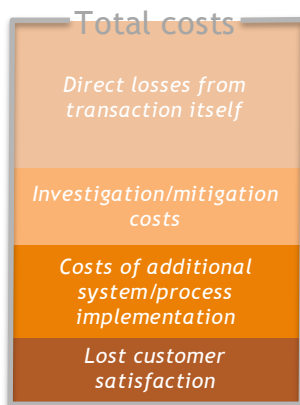 Total costs
Direct losses from
transaction itself
Investigation/mitigation
costs
Costs of additional
system/process
implementation
Lost customer
satisfaction